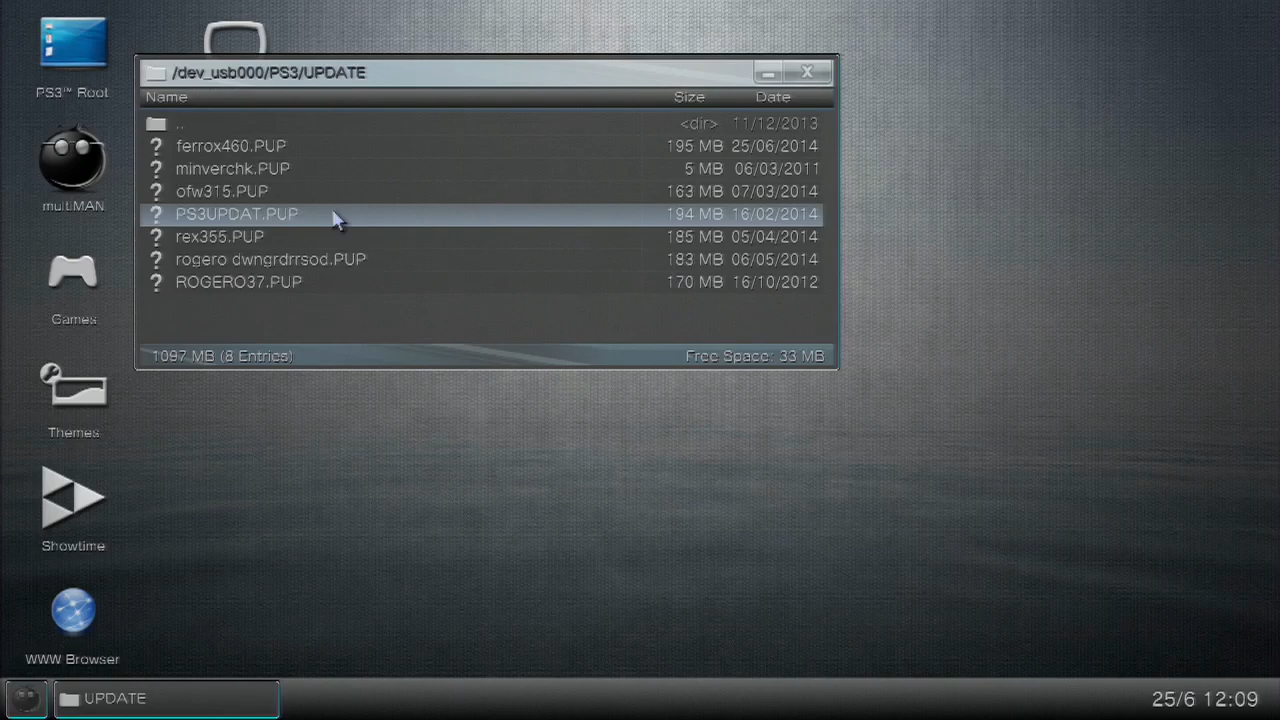 PS3™ Root
multiMAN
Games
Themes
Showtime
WWW Browser
/dev_usb000/PS3/UPDATE
Name Size Date
.. <dir> 11/12/2013
ferrox460.PUP 195 MB 25/06/2014
minverchk.PUP 5 MB 06/03/2011
ofw315.PUP 163 MB 07/03/2014
PS3UPDAT.PUP 194 MB 16/02/2014
rex355.PUP 185 MB 05/04/2014
rogero dwngrdrrsod.PUP 183 MB 06/05/2014
ROGERO37.PUP 170 MB 16/10/2012
1097 MB (8 Entries) Free Space: 33 MB
UPDATE
25/6 12:09